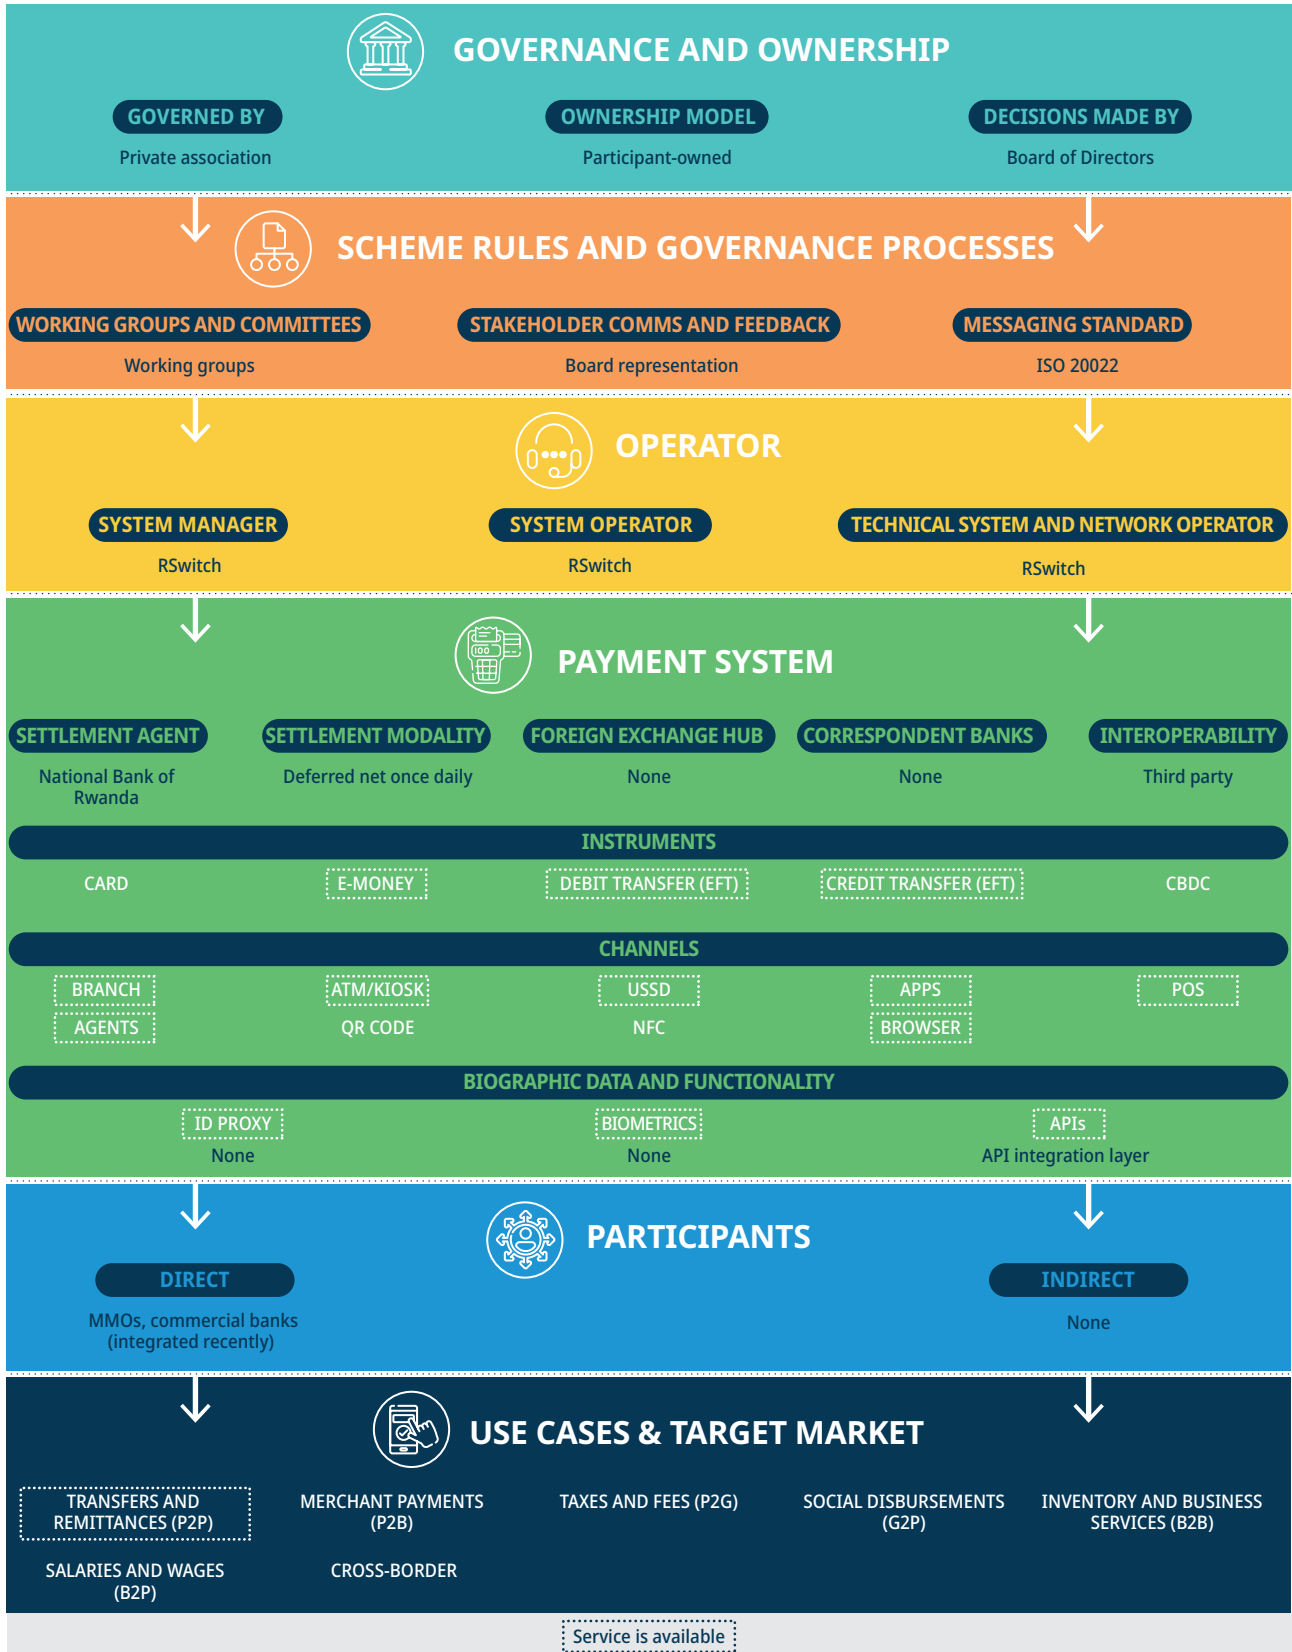 GOVERNANCE AND OWNERSHIP
GOVERNED BY
Private association
OWNERSHIP MODEL
Participant-owned
DECISIONS MADE BY
Board of Directors
SCHEME RULES AND GOVERNANCE PROCESSES
WORKING GROUPS AND COMMITTEES
Working groups
STAKEHOLDER COMMS AND FEEDBACK
Board representation
MESSAGING STANDARD
ISO 20022
OPERATOR
SYSTEM MANAGER
RSwitch
SYSTEM OPERATOR
RSwitch
TECHNICAL SYSTEM AND NETWORK OPERATOR
RSwitch
100
PAYMENT SYSTEM
SETTLEMENT AGENT
National Bank of
Rwanda
SETTLEMENT MODALITY
Deferred net once daily
FOREIGN EXCHANGE HUB
None
CORRESPONDENT BANKS
None
INTEROPERABILITY
Third party
INSTRUMENTS
CARD
E-MONEY
DEBIT TRANSFER (EFT)
CREDIT TRANSFER (EFT)
CBDC
CHANNELS
BRANCH
ATM/KIOSK
USSD
APPS
POS
AGENTS
QR CODE
NFC
BROWSER
BIOGRAPHIC DATA AND FUNCTIONALITY
ID PROXY
None
BIOMETRICS
None
APIs
API integration layer
PARTICIPANTS
DIRECT
MMOs, commercial banks
(integrated recently)
INDIRECT
None
USE CASES & TARGET MARKET
TRANSFERS AND
REMITTANCES (P2P)
MERCHANT PAYMENTS
(P2B)
TAXES AND FEES (P2G)
SOCIAL DISBURSEMENTS
(G2P)
INVENTORY AND BUSINESS
SERVICES (B2B)
SALARIES AND WAGES
(B2P)
CROSS-BORDER
Service is available